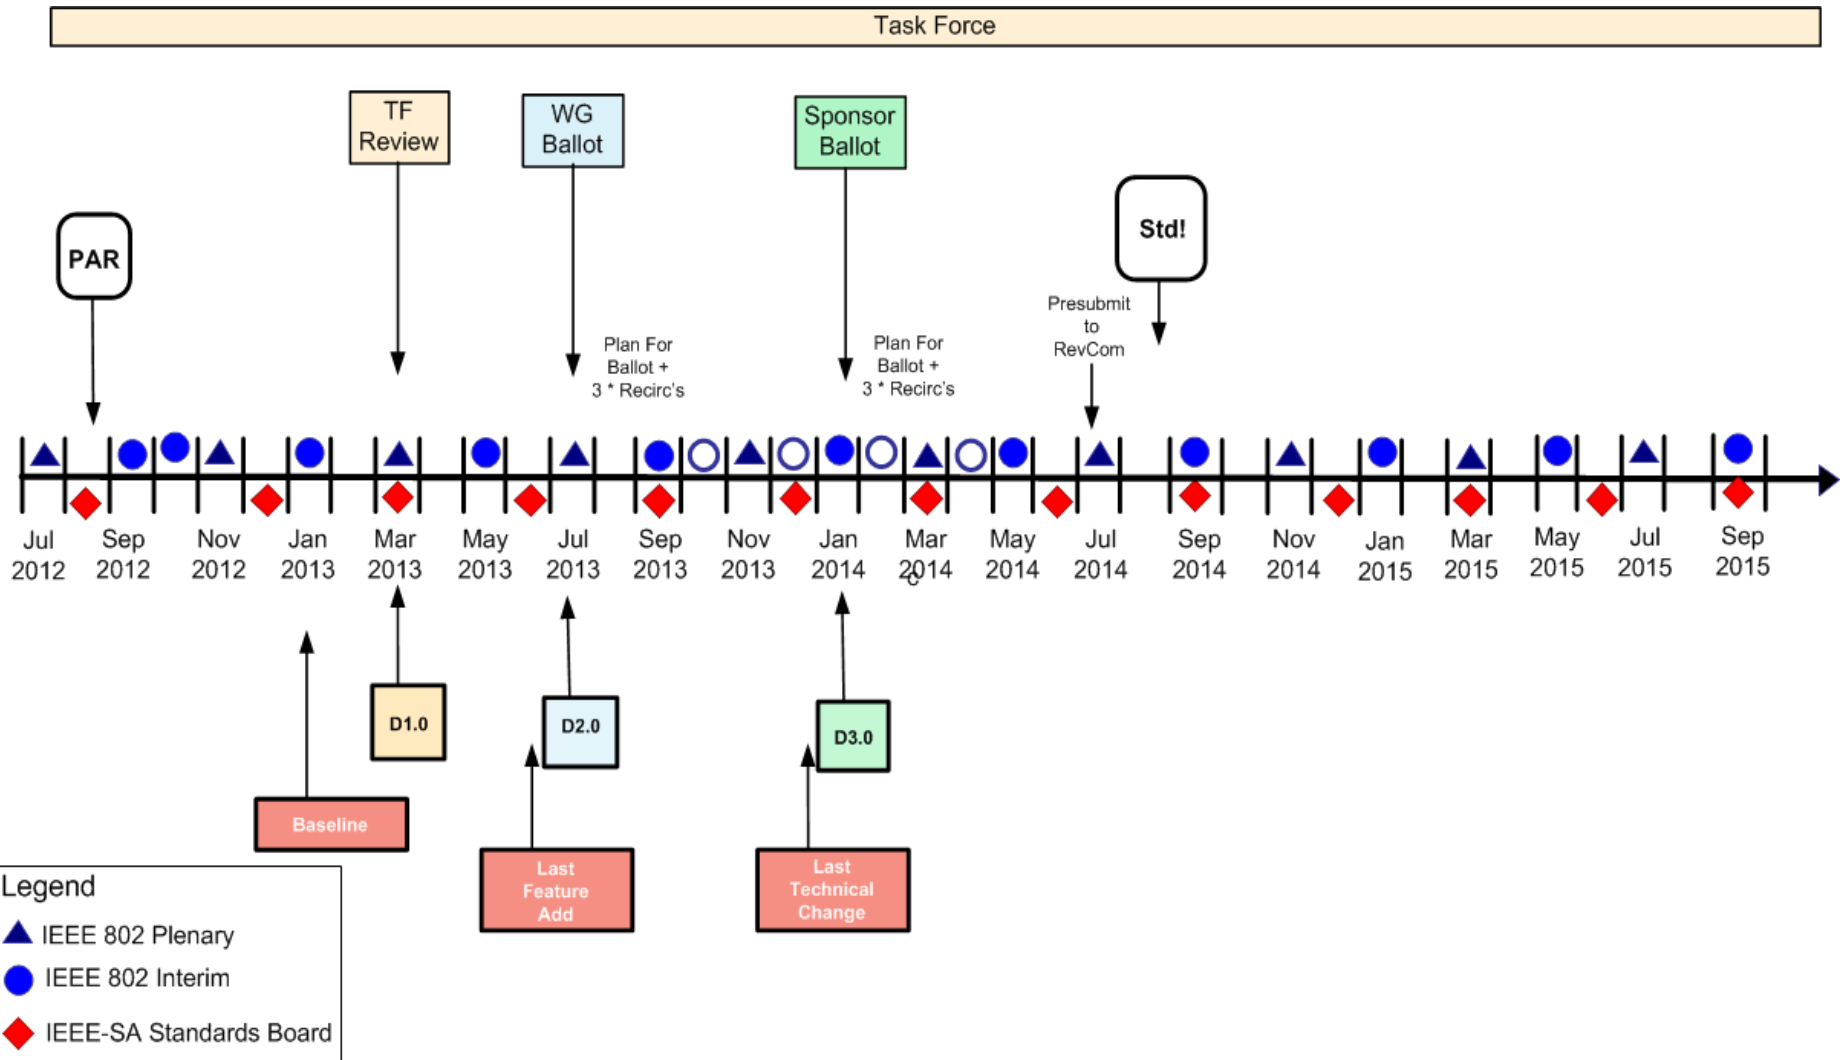 Task Force
TF
Review
WG
Ballot
Sponsor
Ballot
PAR
Std!
Presubmit
to
RevCom
Plan For
Ballot +
3 * Recirc's
Plan For
Ballot +
3 * Recirc's
Jul
2012
Sep
2012
Nov
2012
Jan
2013
Mar
2013
May
2013
Jul
2013
Sep
2013
Nov
2013
Jan
2014
Mar
2014
c
May
2014
Jul
2014
Sep
2014
Nov
2014
Jan
2015
Mar
2015
May
2015
Jul
2015
Sep
2015
D1.0
D2.0
D3.0
Baseline
Last
Feature
Add
Last
Technical
Change
Legend
IEEE 802 Plenary
IEEE 802 Interim
IEEE-SA Standards Board